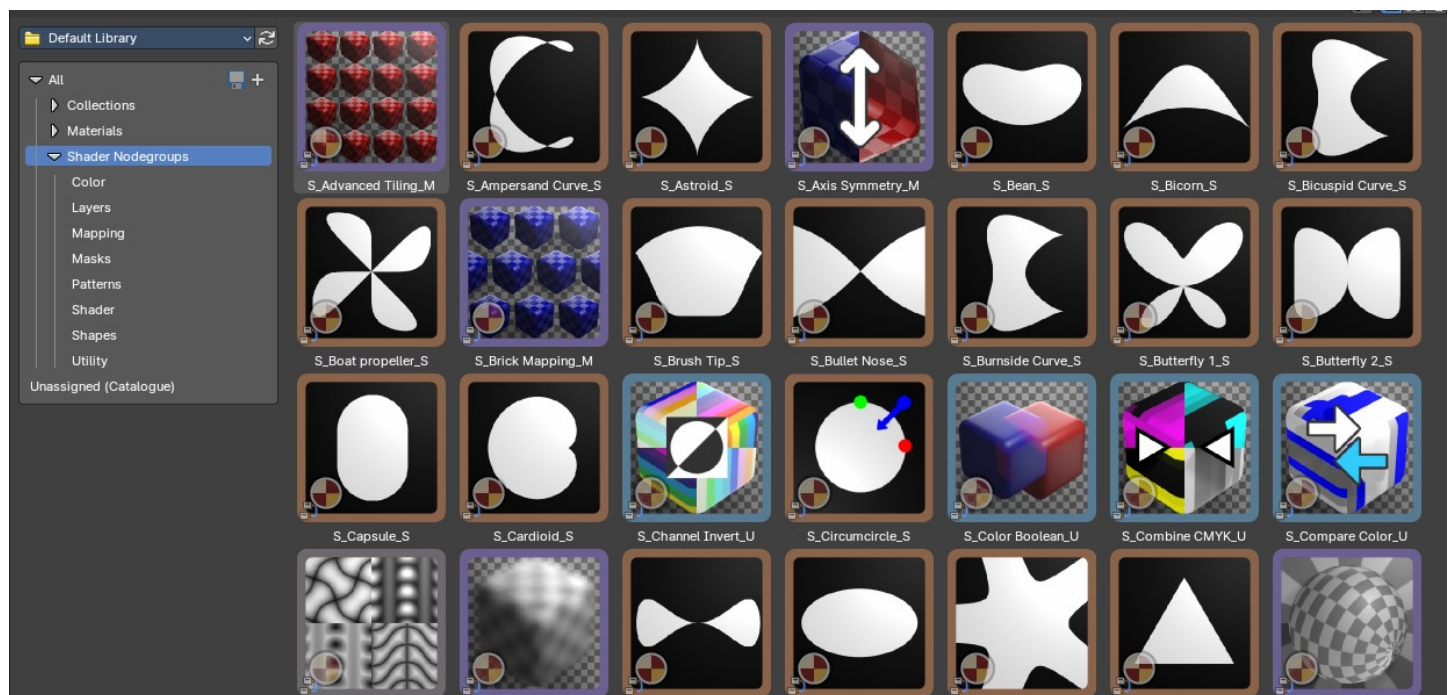 Default Library
All
Collections
Materials
Shader Nodegroups
Color
Layers
Mapping
Masks
Patterns
Shader
Shapes
Utility
Unassigned (Catalogue)
S_Advanced Tiling_M
S_Ampersand Curve_S
S_Astroid_S
S_Axis Symmetry_M
S_Bean_S
S_Bicorn_S
S_Bicuspid Curve_S
S_Boat propeller_S
S_Brick Mapping_M
S_Brush Tip_S
S_Bullet Nose_S
S_Burnside Curve_S
S_Butterfly 1_S
S_Butterfly 2_S
S_Capsule_S
S_Cardioid_S
S_Channel Invert_U
S_Circumcircle_S
S_Color Boolean_U
S_Combine CMYK_U
S_Compare Color_U